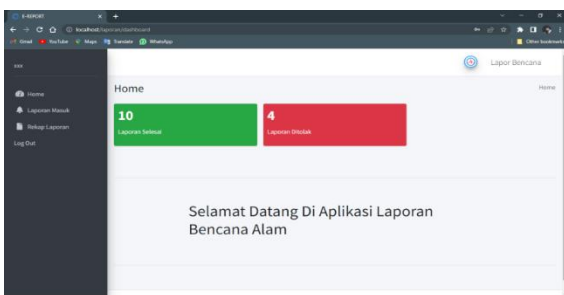 E-REPORT
localhost/laporan/dashboard
Gmail YouTube Maps Translate WhatsApp Other bookmarks
Lapor Bencana
Home
Laporan Masuk
Rekap Laporan
Log Out
Home
Home
10
Laporan Selesai
4
Laporan Ditolak
Selamat Datang Di Aplikasi Laporan
Bencana Alam